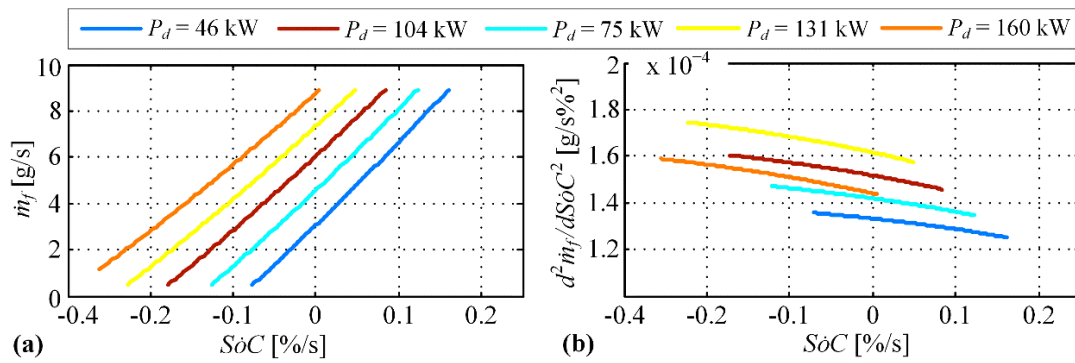 P_d = 46 kW P_d = 104 kW P_d = 75 kW P_d = 131 kW P_d = 160 kW
ṁ_f [g/s]
10
8
6
4
2
0
-0.4 -0.2 -0.1 0 0.1 0.2
(a) SȯC [%/s]
x 10⁻⁴
d²ṁ_f/dSȯC² [g/s%²]
2
1.8
1.6
1.4
1.2
-0.4 -0.2 -0.1 0 0.1 0.2
(b) SȯC [%/s]